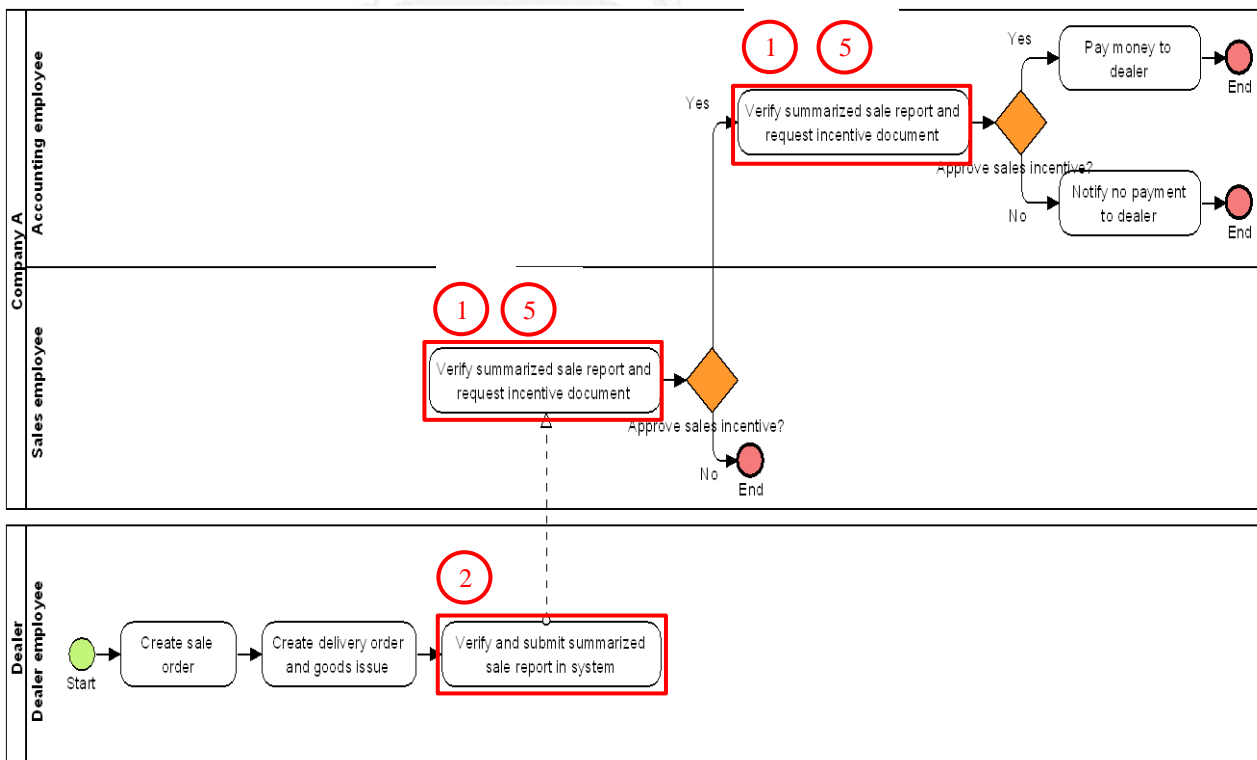 Company A
Accounting employee
1
5
Yes
Verify summarized sale report and
request incentive document
Approve sales incentive?
Yes
Pay money to
dealer
End
No
Notify no payment
to dealer
End
Sales employee
1
5
Verify summarized sale report and
request incentive document
Approve sales incentive?
No
End
Dealer
Dealer employee
Start
Create sale
order
Create delivery order
and goods issue
2
Verify and submit summarized
sale report in system